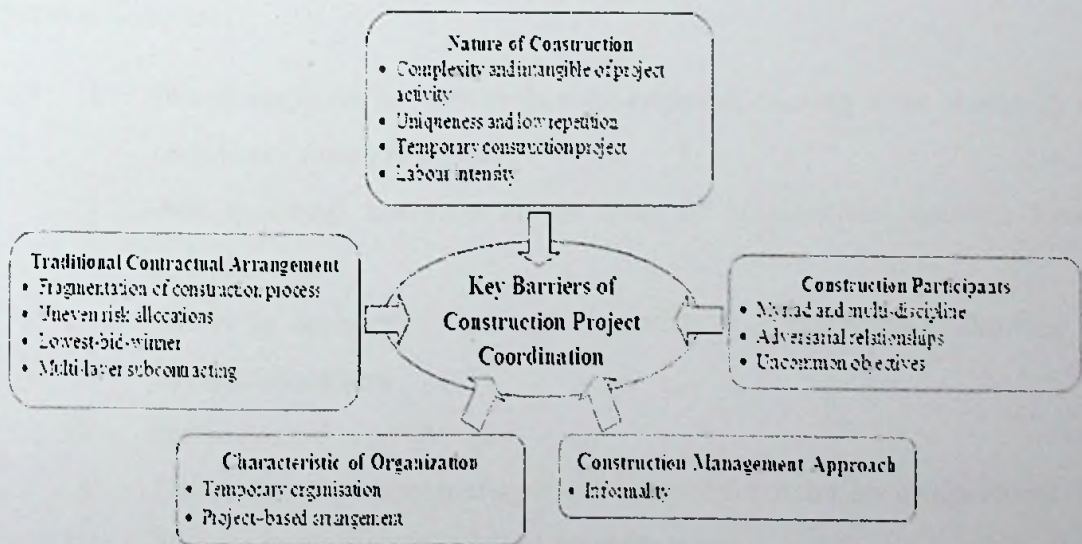 Nature of Construction
• Complexity and intangible of project
activity
• Uniqueness and low repetition
• Temporary construction project
• Labour intensity
Traditional Contractual Arrangement
• Fragmentation of construction process
• Uneven risk allocations
• Lowest-bid-winner
• Multi-layer subcontracting
Key Barriers of
Construction Project
Coordination
Construction Participants
• Myriad and multi-discipline
• Adversarial relationships
• Uncommon objectives
Characteristic of Organization
• Temporary organisation
• Project-based arrangement
Construction Management Approach
• Informality